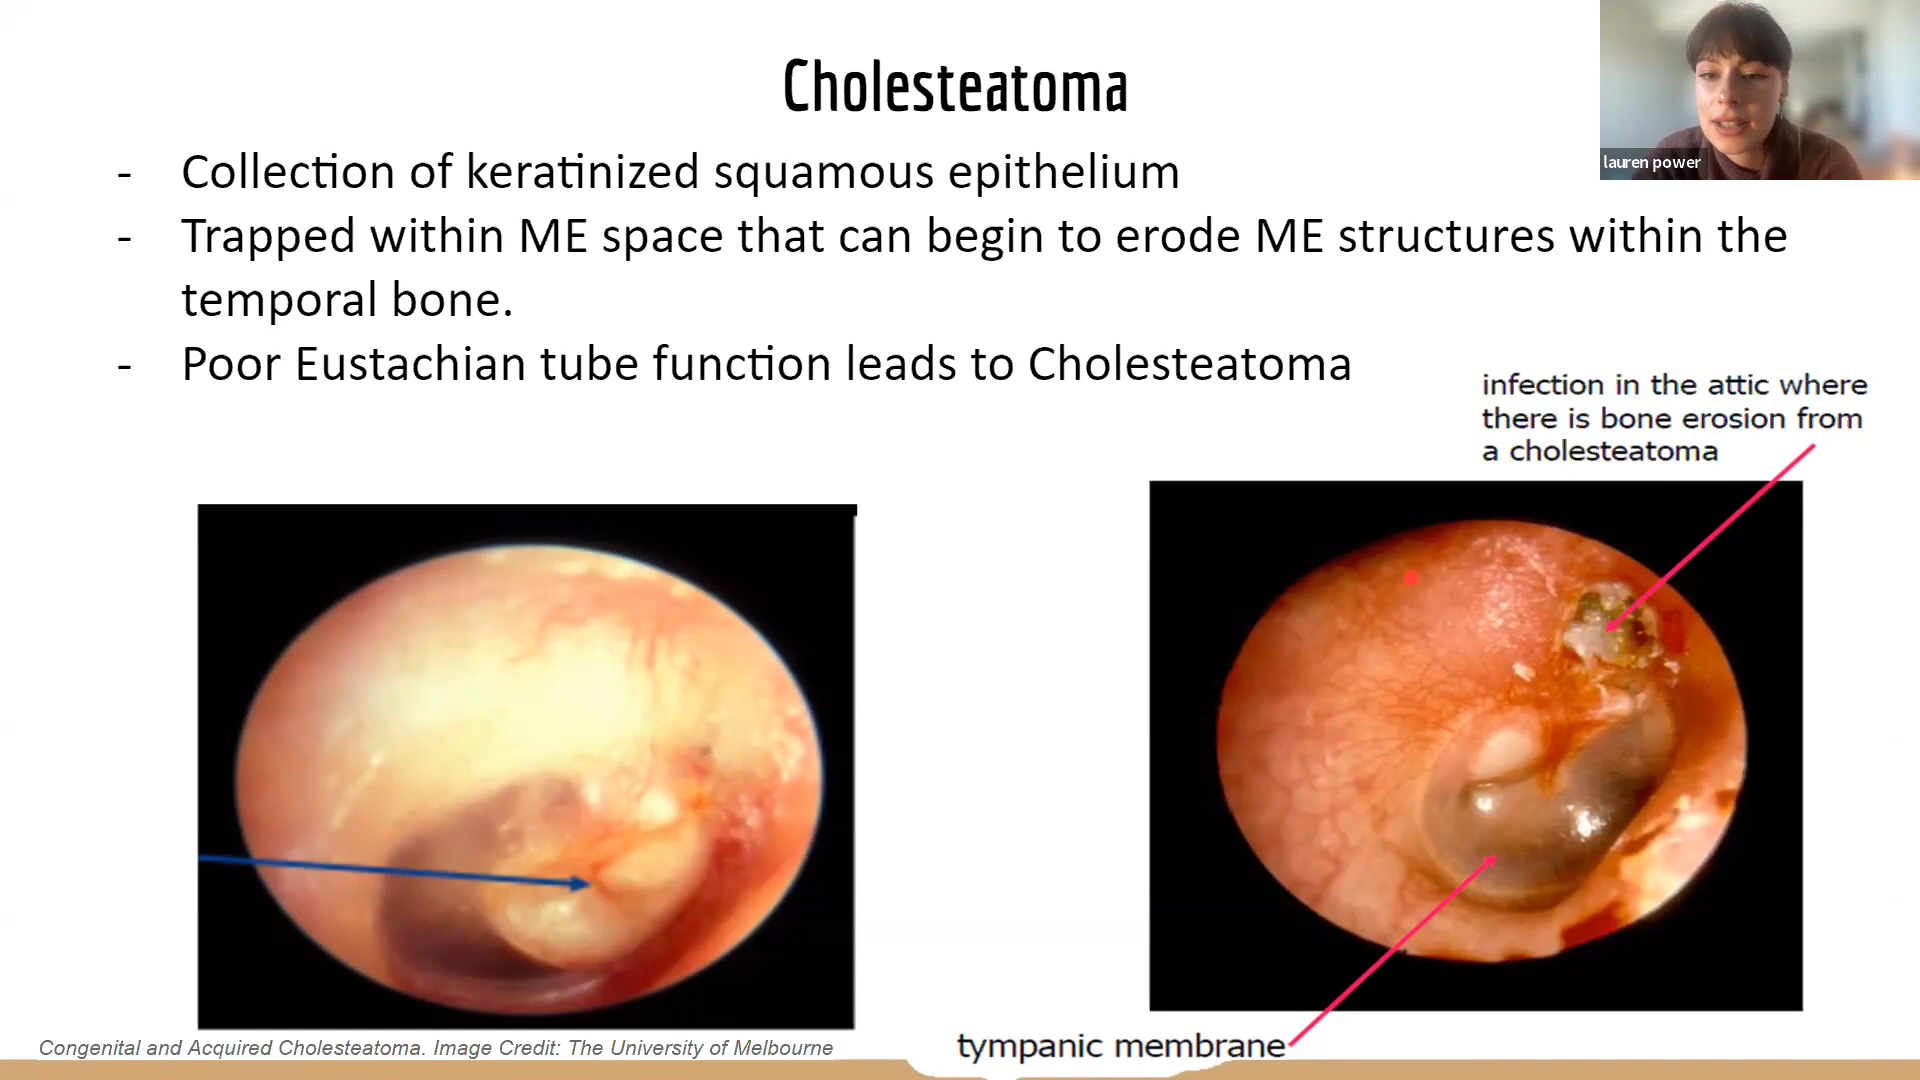 Cholesteatoma
lauren power
- Collection of keratinized squamous epithelium
- Trapped within ME space that can begin to erode ME structures within the
temporal bone.
- Poor Eustachian tube function leads to Cholesteatoma
infection in the attic where
there is bone erosion from
a cholesteatoma
tympanic membrane
Congenital and Acquired Cholesteatoma. Image Credit: The University of Melbourne